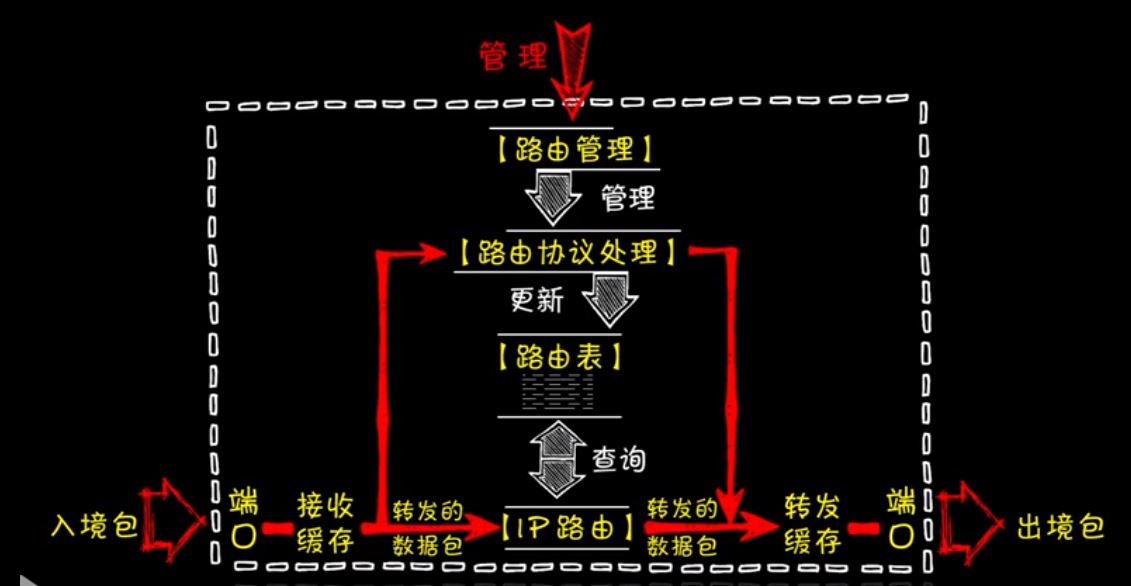 管理
【路由管理】
管理
【路由协议处理】
更新
【路由表】
查询
入境包
端口
接收缓存
转发的数据包
【IP路由】
转发的数据包
转发缓存
端口
出境包